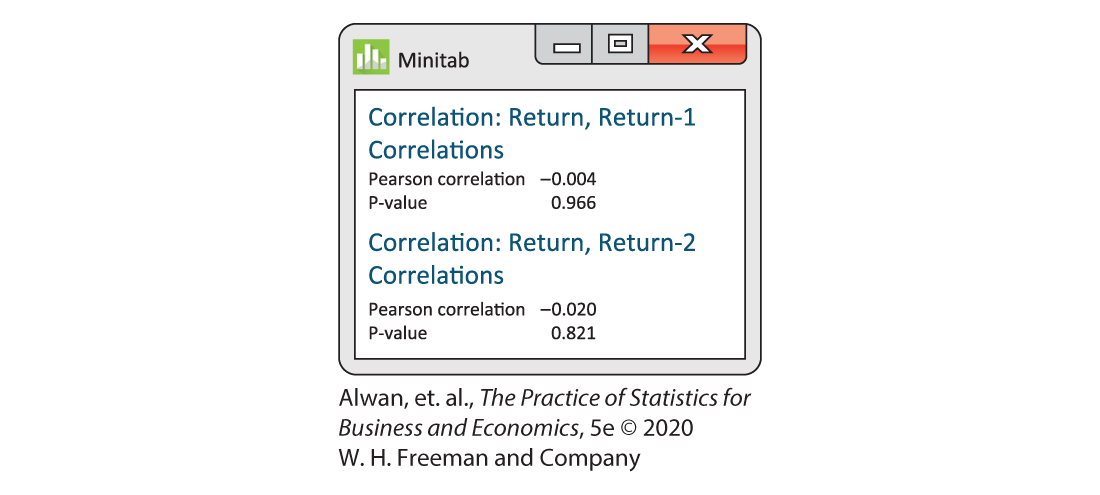 Minitab
Correlation: Return, Return-1
Correlations
Pearson correlation –0.004
P-value 0.966
Correlation: Return, Return-2
Correlations
Pearson correlation –0.020
P-value 0.821
Alwan, et. al., The Practice of Statistics for
Business and Economics, 5e © 2020
W. H. Freeman and Company